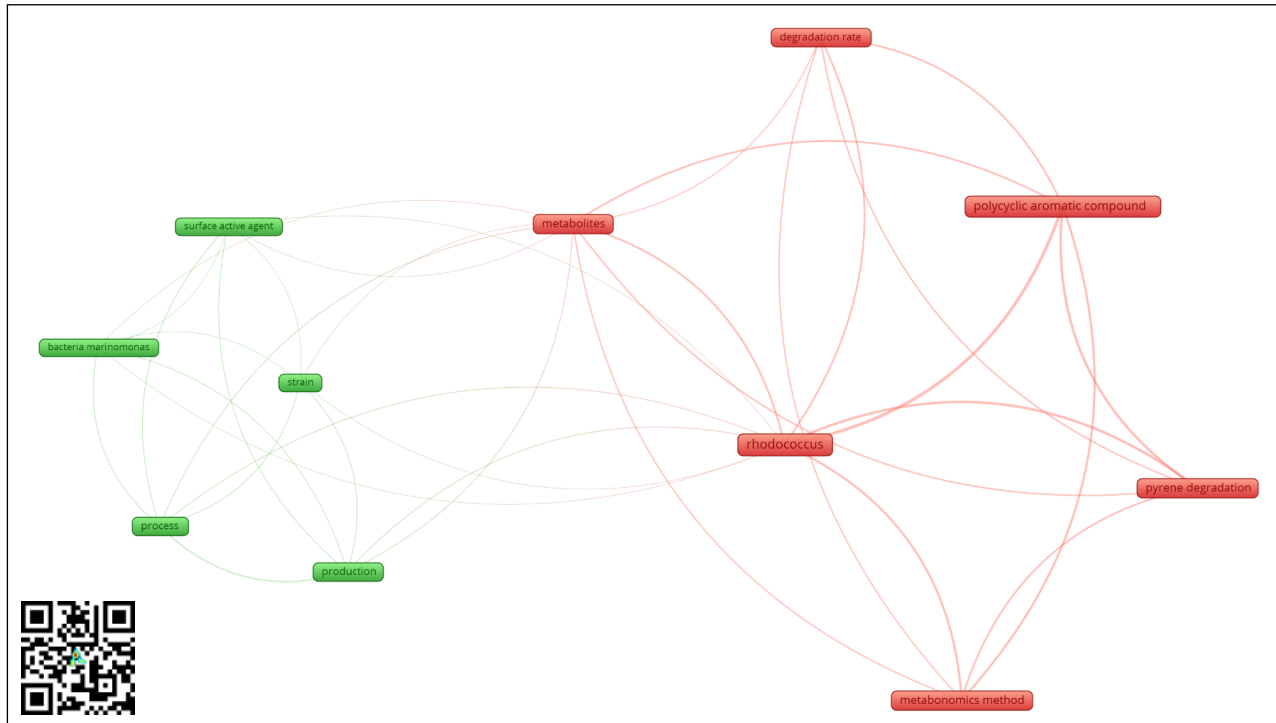 degradation rate
polycyclic aromatic compound
surface active agent
metabolites
bacteria marinomonas
strain
rhodococcus
pyrene degradation
process
production
metabonomics method